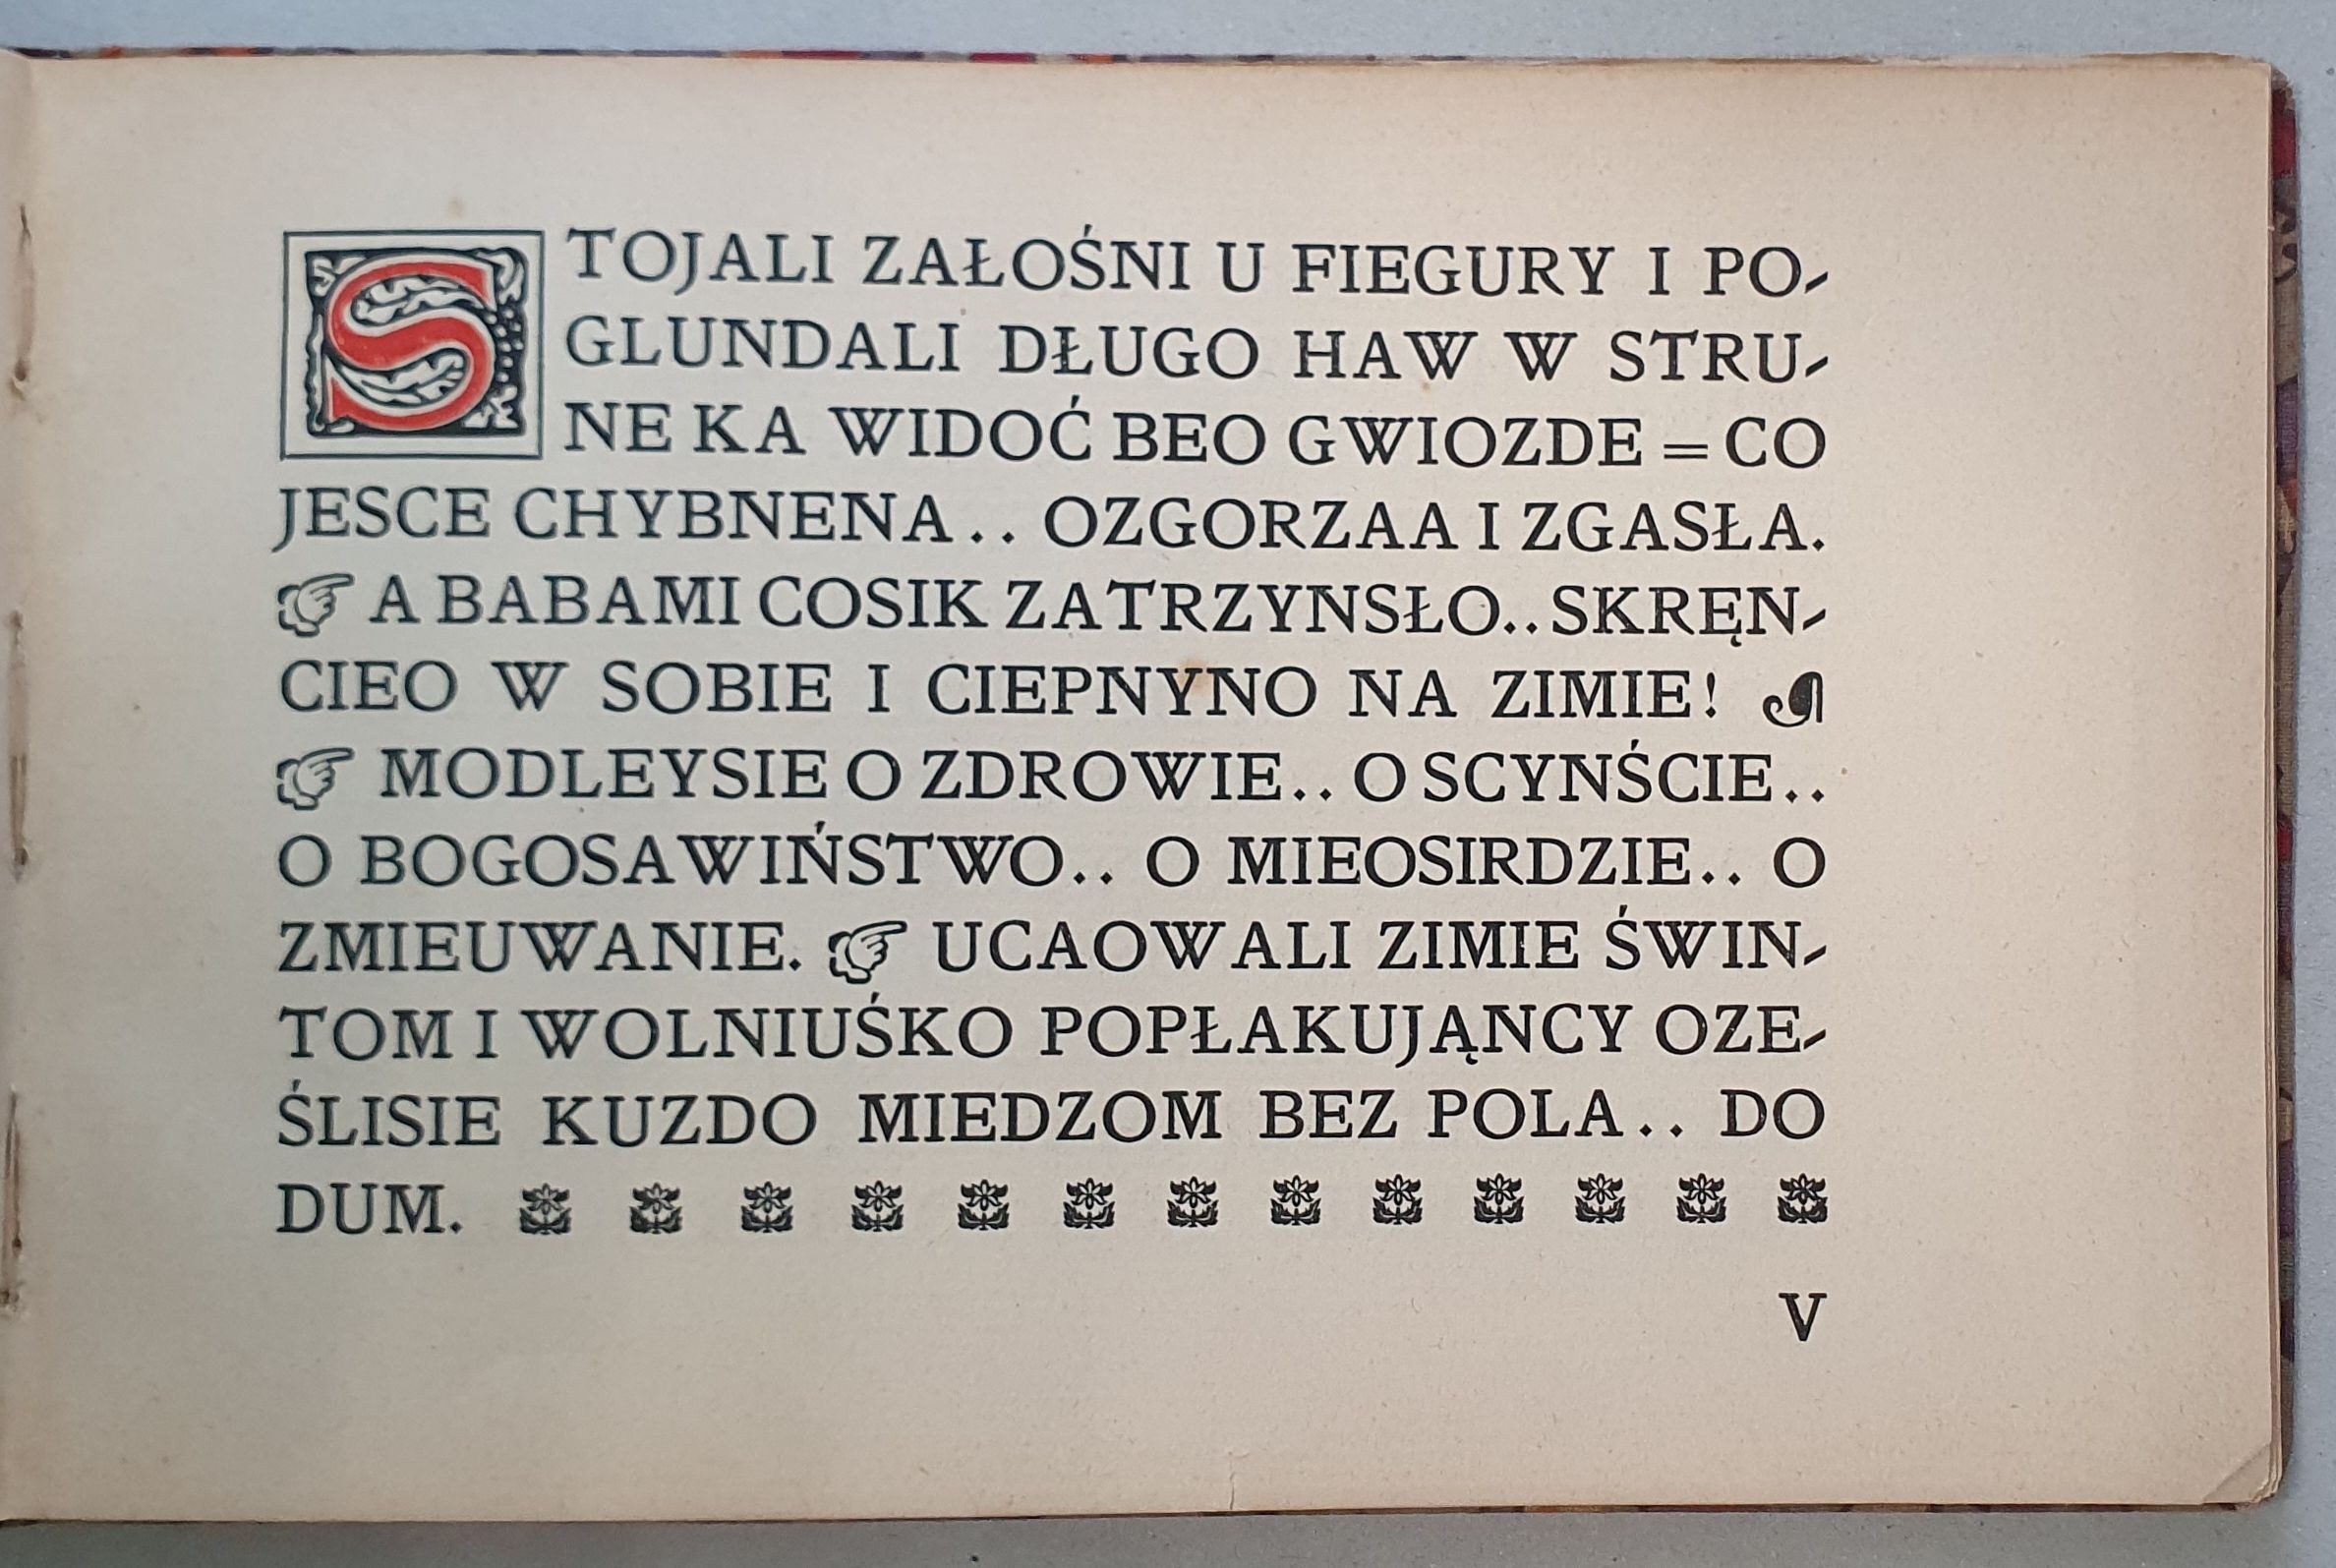 STOJALI ZAŁOŚNI U FIEGURY I PO-
GLUNDALI DŁUGO HAW W STRU-
NE KA WIDOĆ BEO GWIOZDE = CO
JESCE CHYBNENA.. OZGORZAA I ZGASŁA.
☞ A BABAMI COSIK ZATRZYNSŁO.. SKRĘN-
CIEO W SOBIE I CIEPNYNO NA ZIMIE!
☞ MODLEYSIE O ZDROWIE.. O SCYNŚCIE..
O BOGOSAWIŃSTWO.. O MIEOSIRDZIE.. O
ZMIEUWANIE. ☞ UCAOWALI ZIMIE ŚWIN-
TOM I WOLNIUŚKO POPŁAKUJĄNCY OZE-
ŚLISIE KUZDO MIEDZOM BEZ POLA.. DO
DUM.
V